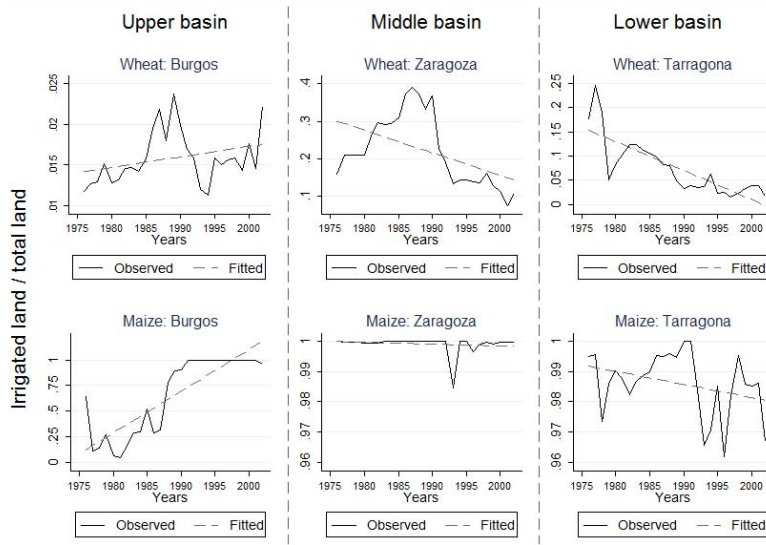 Upper basin
Middle basin
Lower basin
Irrigated land / total land
Wheat: Burgos
.025
.02
.015
.01
1975 1980 1985 1990 1995 2000
Years
Observed Fitted
Wheat: Zaragoza
.4
.3
.2
.1
1975 1980 1985 1990 1995 2000
Years
Observed Fitted
Wheat: Tarragona
.25
.2
.15
.1
.05
0
1975 1980 1985 1990 1995 2000
Years
Observed Fitted
Maize: Burgos
1
.75
.5
.25
0
1975 1980 1985 1990 1995 2000
Years
Observed Fitted
Maize: Zaragoza
1
.99
.98
.97
.96
1975 1980 1985 1990 1995 2000
Years
Observed Fitted
Maize: Tarragona
1
.99
.98
.97
.96
1975 1980 1985 1990 1995 2000
Years
Observed Fitted